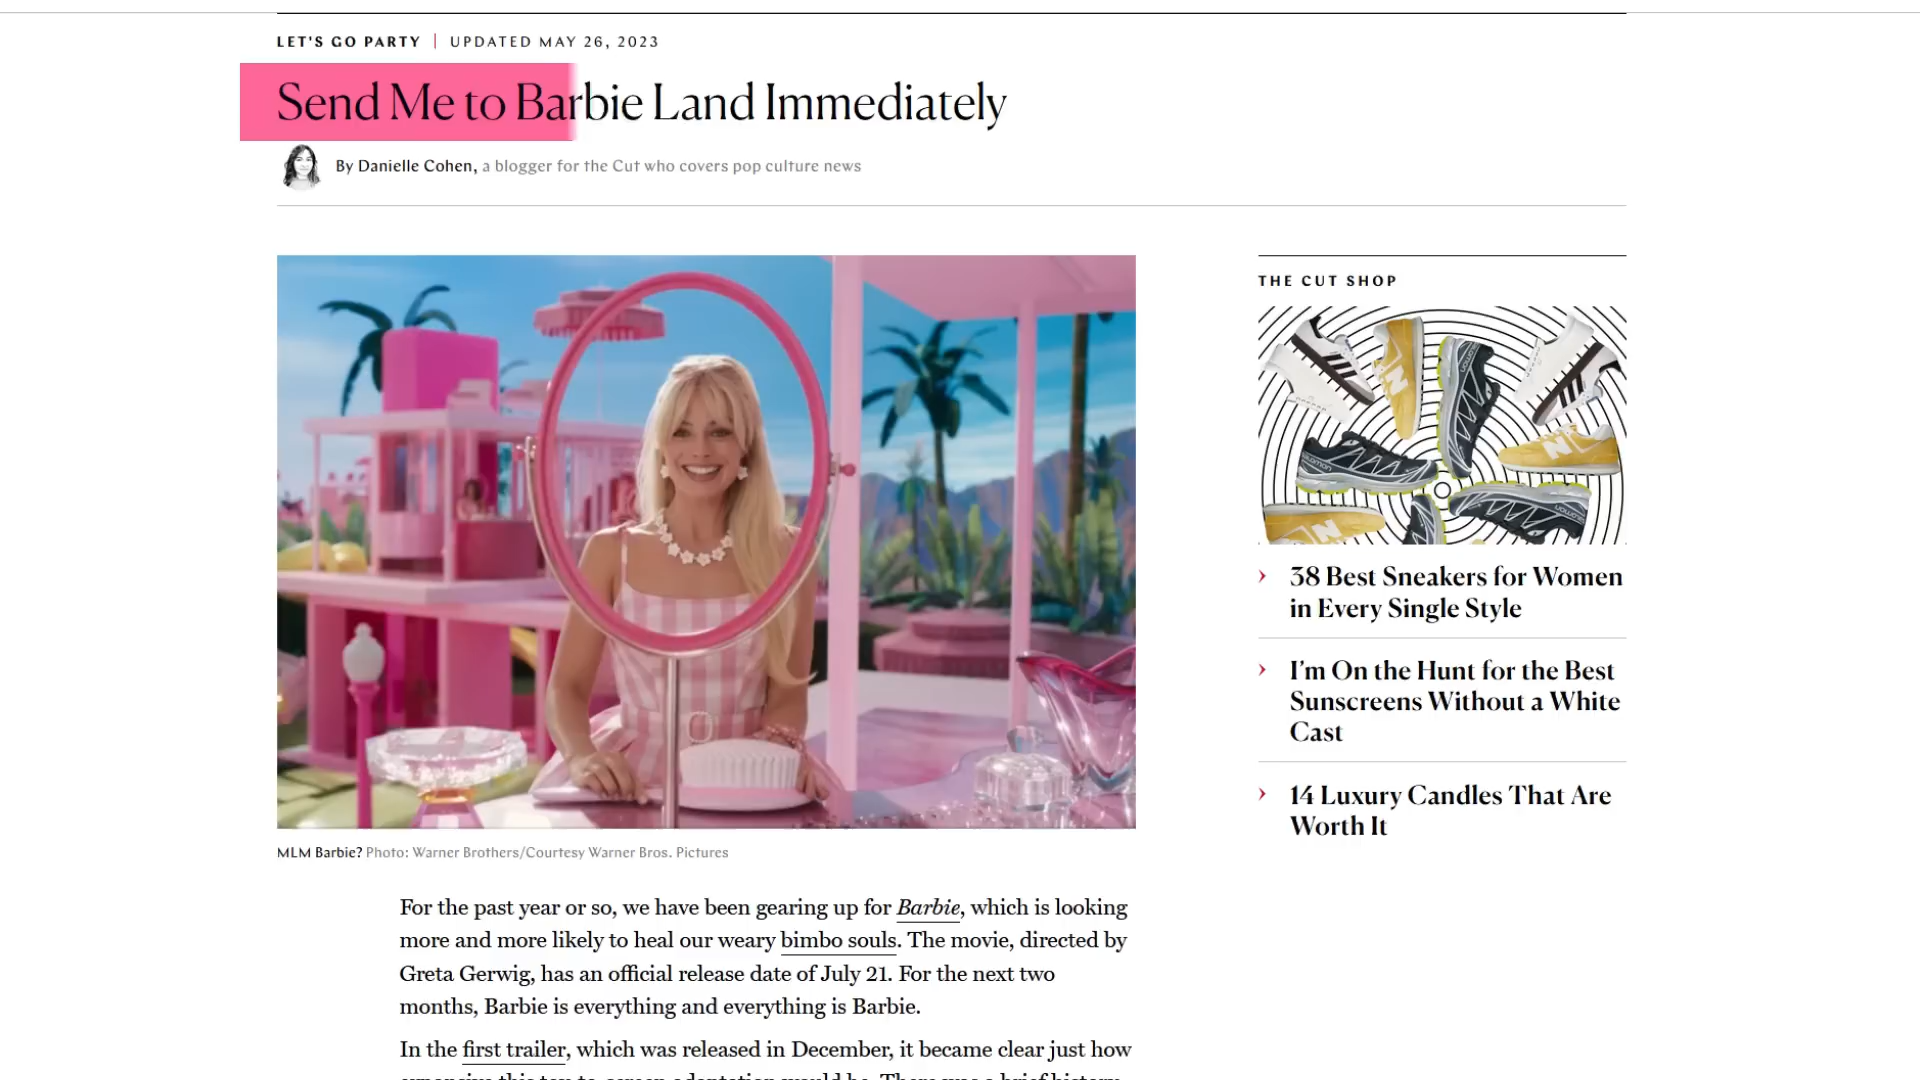 LET'S GO PARTY | UPDATED MAY 26, 2023
Send Me to Barbie Land Immediately
By Danielle Cohen, a blogger for the Cut who covers pop culture news
THE CUT SHOP
38 Best Sneakers for Women
in Every Single Style
I'm On the Hunt for the Best
Sunscreens Without a White
Cast
14 Luxury Candles That Are
Worth It
MLM Barbie? Photo: Warner Brothers/Courtesy Warner Bros. Pictures
For the past year or so, we have been gearing up for Barbie, which is looking
more and more likely to heal our weary bimbo souls. The movie, directed by
Greta Gerwig, has an official release date of July 21. For the next two
months, Barbie is everything and everything is Barbie.
In the first trailer, which was released in December, it became clear just how